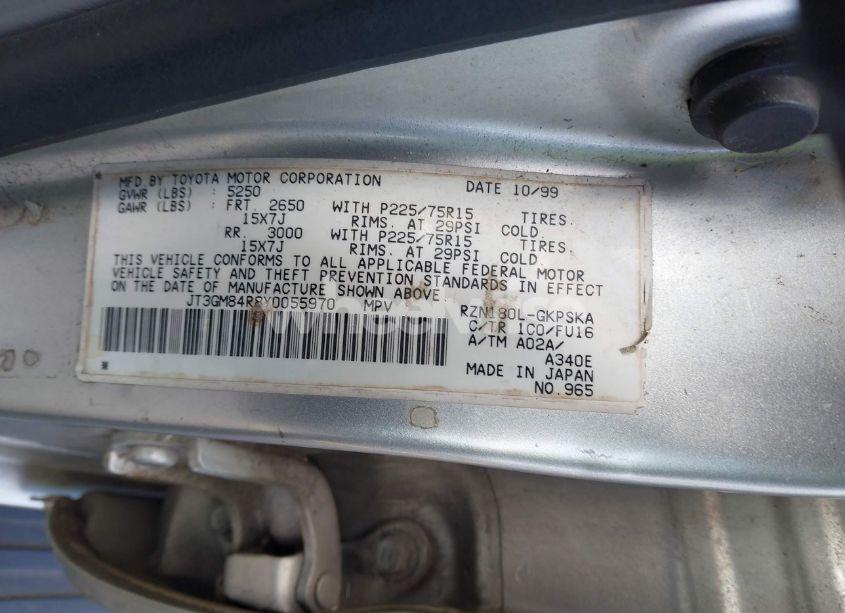 MFD BY TOYOTA MOTOR CORPORATION DATE 10/99
GVWR (LBS) : 5250
GAWR (LBS) : FRT. 2650 WITH P225/75R15 TIRES
15X7J RIMS. AT 29PSI COLD.
RR. 3000 WITH P225/75R15 TIRES.
15X7J RIMS. AT 29PSI COLD.
THIS VEHICLE CONFORMS TO ALL APPLICABLE FEDERAL MOTOR
VEHICLE SAFETY AND THEFT PREVENTION STANDARDS IN EFFECT
ON THE DATE OF MANUFACTURE SHOWN ABOVE.
JT3GM84R8Y0055970 MPV RZN180L-GKPSKA
C/TR 1C0/FU16
A/TM A02A/
A340E
MADE IN JAPAN
NO.965